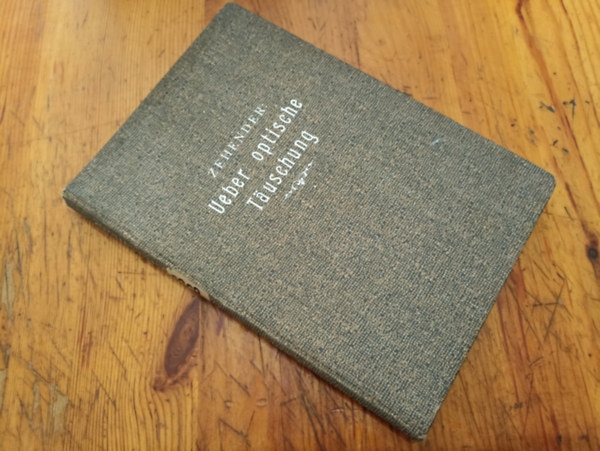 ZEHENDER
Ueber optische
Täuschung